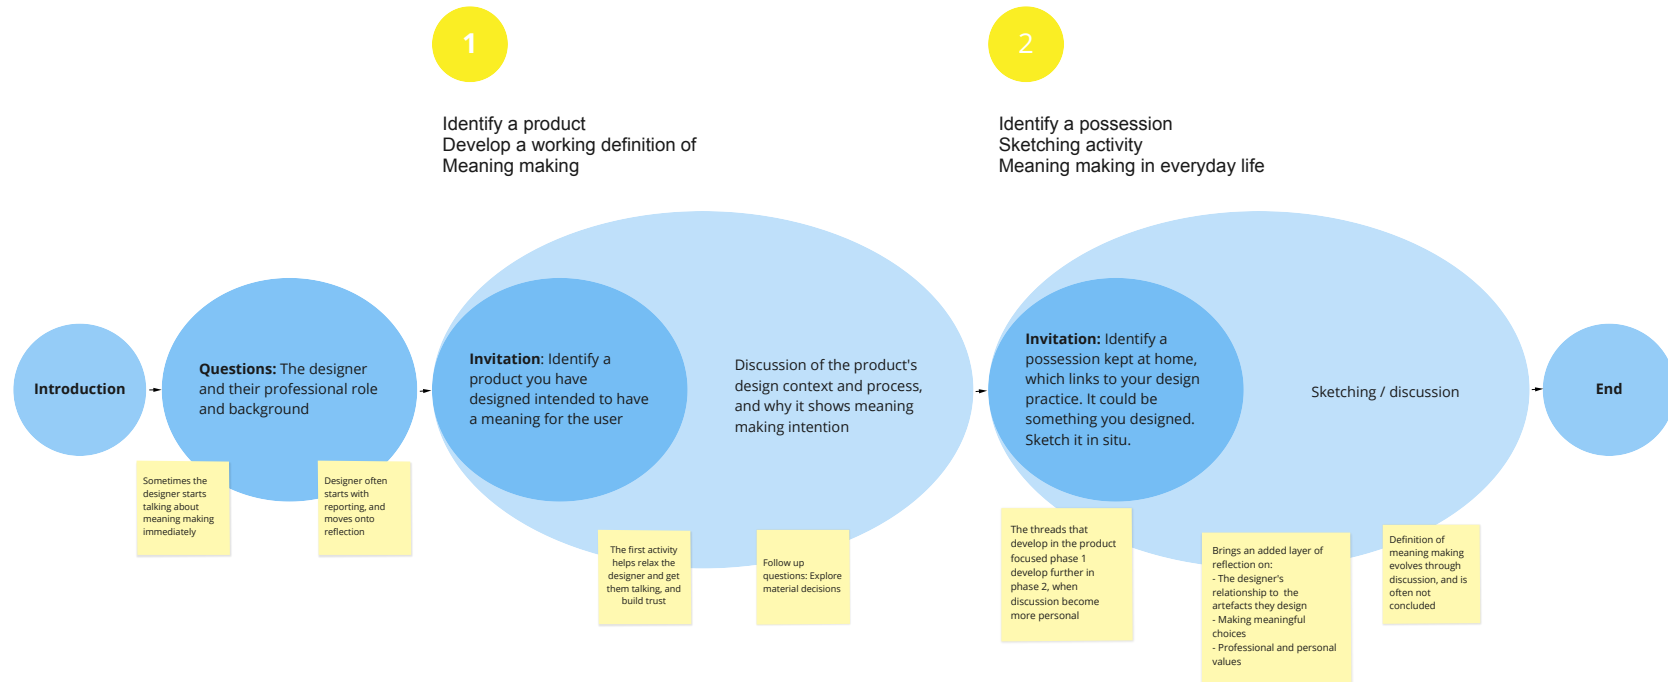 1
2
Identify a product
Develop a working definition of
Meaning making
Identify a possession
Sketching activity
Meaning making in everyday life
Introduction
Questions: The designer
and their professional role
and background
Invitation: Identify a
product you have
designed intended to have
a meaning for the user
Discussion of the product's
design context and process,
and why it shows meaning
making intention
Invitation: Identify a
possession kept at home,
which links to your design
practice. It could be
something you designed.
Sketch it in situ.
Sketching / discussion
End
Sometimes the
designer starts
talking about
meaning making
immediately
Designer often
starts with
reporting, and
moves onto
reflection
The first activity
helps relax the
designer and get
them talking, and
build trust
Follow up
questions: Explore
material decisions
The threads that
develop in the product
focused phase 1
develop further in
phase 2, when
discussion become
more personal
Brings an added layer of
reflection on:
- The designer's
relationship to the
artefacts they design
- Making meaningful
choices
- Professional and personal
values
Definition of
meaning making
evolves through
discussion, and is
often not
concluded